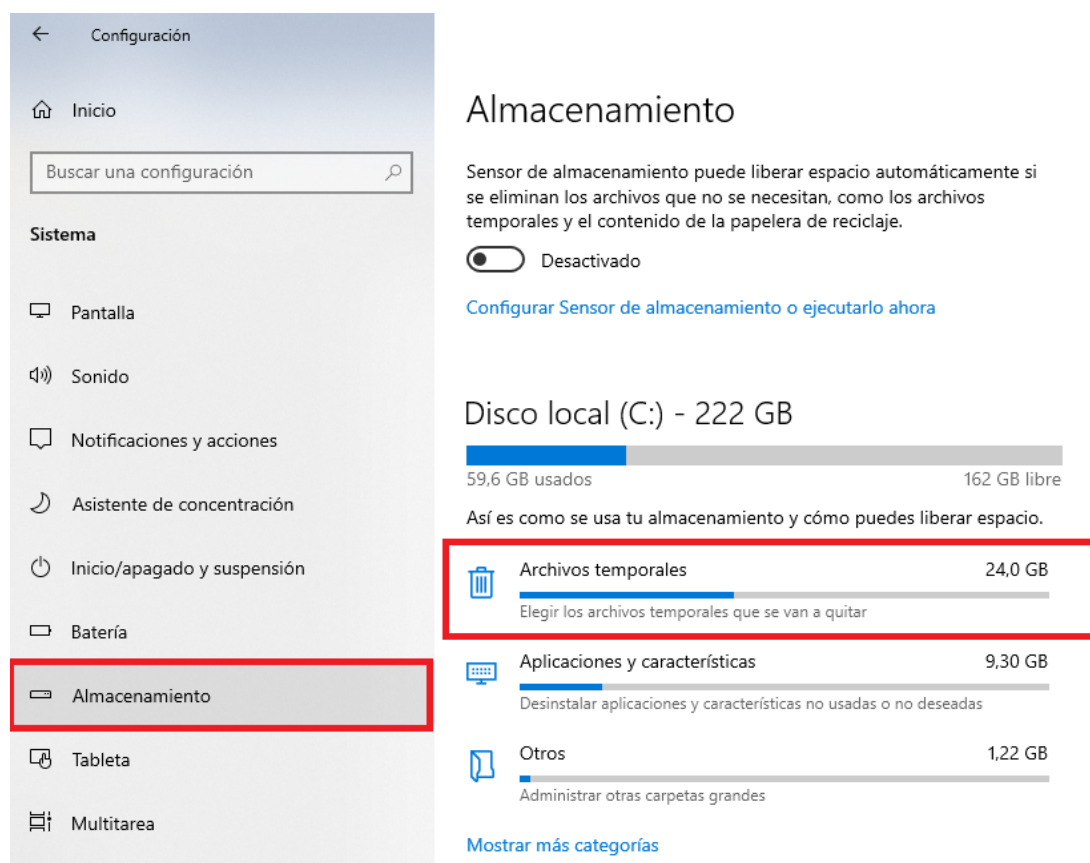 Configuración
Inicio
Buscar una configuración
Sistema
Pantalla
Sonido
Notificaciones y acciones
Asistente de concentración
Inicio/apagado y suspensión
Batería
Almacenamiento
Tableta
Multitarea
Almacenamiento
Sensor de almacenamiento puede liberar espacio automáticamente si
se eliminan los archivos que no se necesitan, como los archivos
temporales y el contenido de la papelera de reciclaje.
Desactivado
Configurar Sensor de almacenamiento o ejecutarlo ahora
Disco local (C:) - 222 GB
59,6 GB usados 162 GB libre
Así es como se usa tu almacenamiento y cómo puedes liberar espacio.
Archivos temporales 24,0 GB
Elegir los archivos temporales que se van a quitar
Aplicaciones y características 9,30 GB
Desinstalar aplicaciones y características no usadas o no deseadas
Otros 1,22 GB
Administrar otras carpetas grandes
Mostrar más categorías